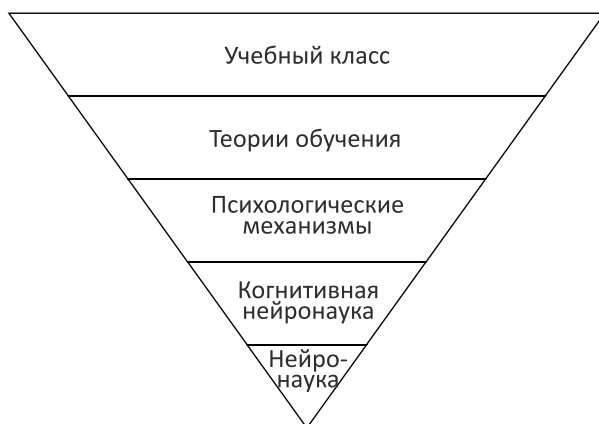 Учебный класс
Теории обучения
Психологические
механизмы
Когнитивная
нейронаука
Нейро-
наука